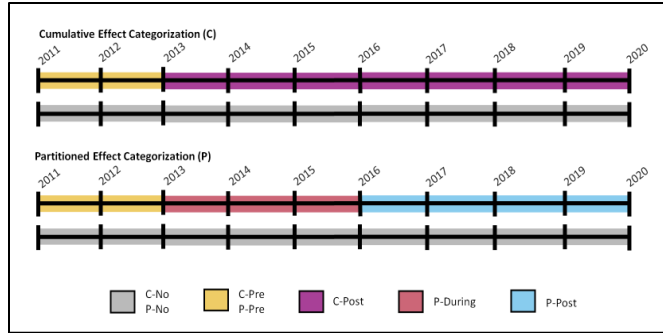 Cumulative Effect Categorization (C)
2011 2012 2013 2014 2015 2016 2017 2018 2019 2020
Partitioned Effect Categorization (P)
2011 2012 2013 2014 2015 2016 2017 2018 2019 2020
C-No C-Pre C-Post P-During P-Post
P-No P-Pre